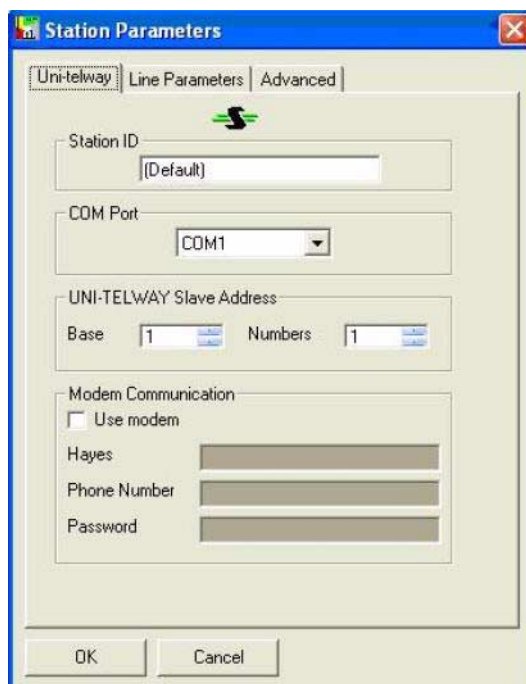 Station Parameters
Uni-telway Line Parameters Advanced
Station ID
(Default)
COM Port
COM1
UNI-TELWAY Slave Address
Base 1 Numbers 1
Modem Communication
Use modem
Hayes
Phone Number
Password
OK Cancel